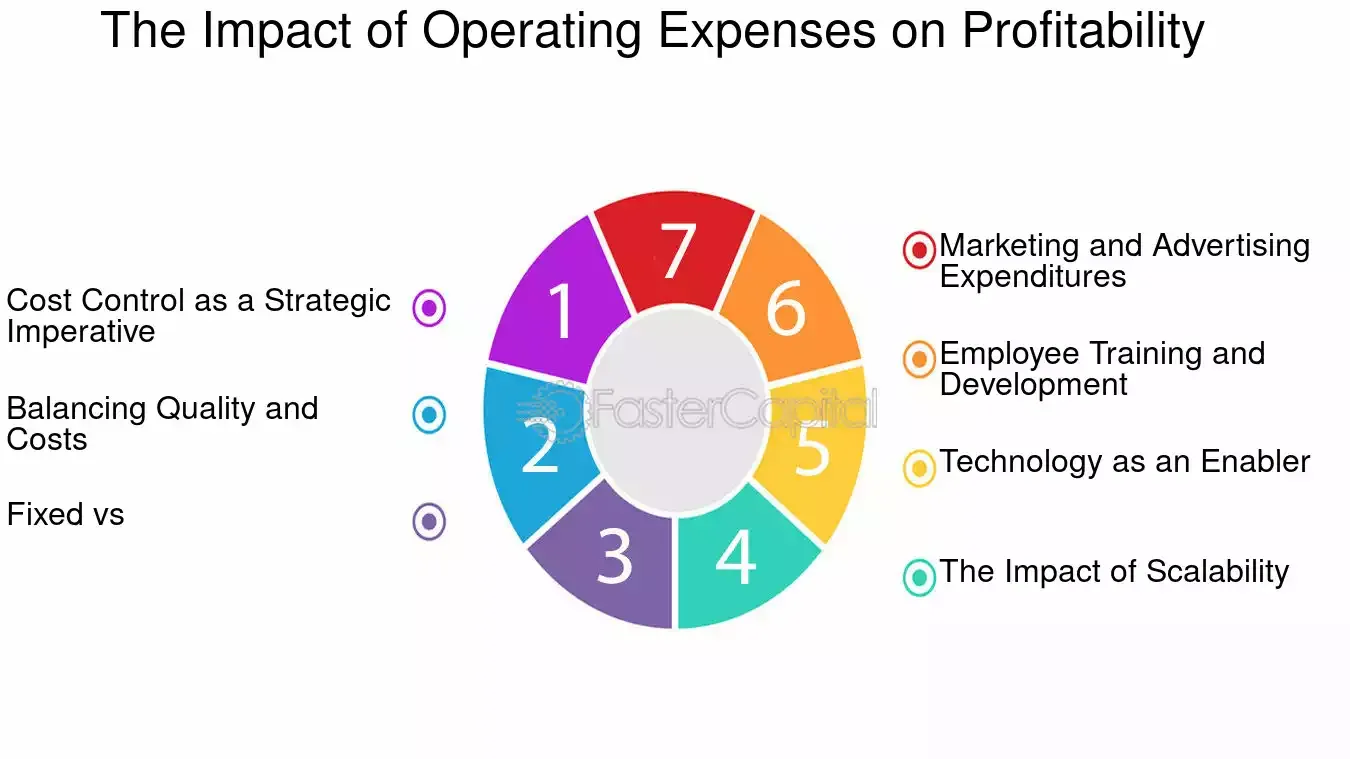 The Impact of Operating Expenses on Profitability
Cost Control as a Strategic
Imperative
Balancing Quality and
Costs
Fixed vs
7
1
6
2
5
3
4
FasterCapital
Marketing and Advertising
Expenditures
Employee Training and
Development
Technology as an Enabler
The Impact of Scalability